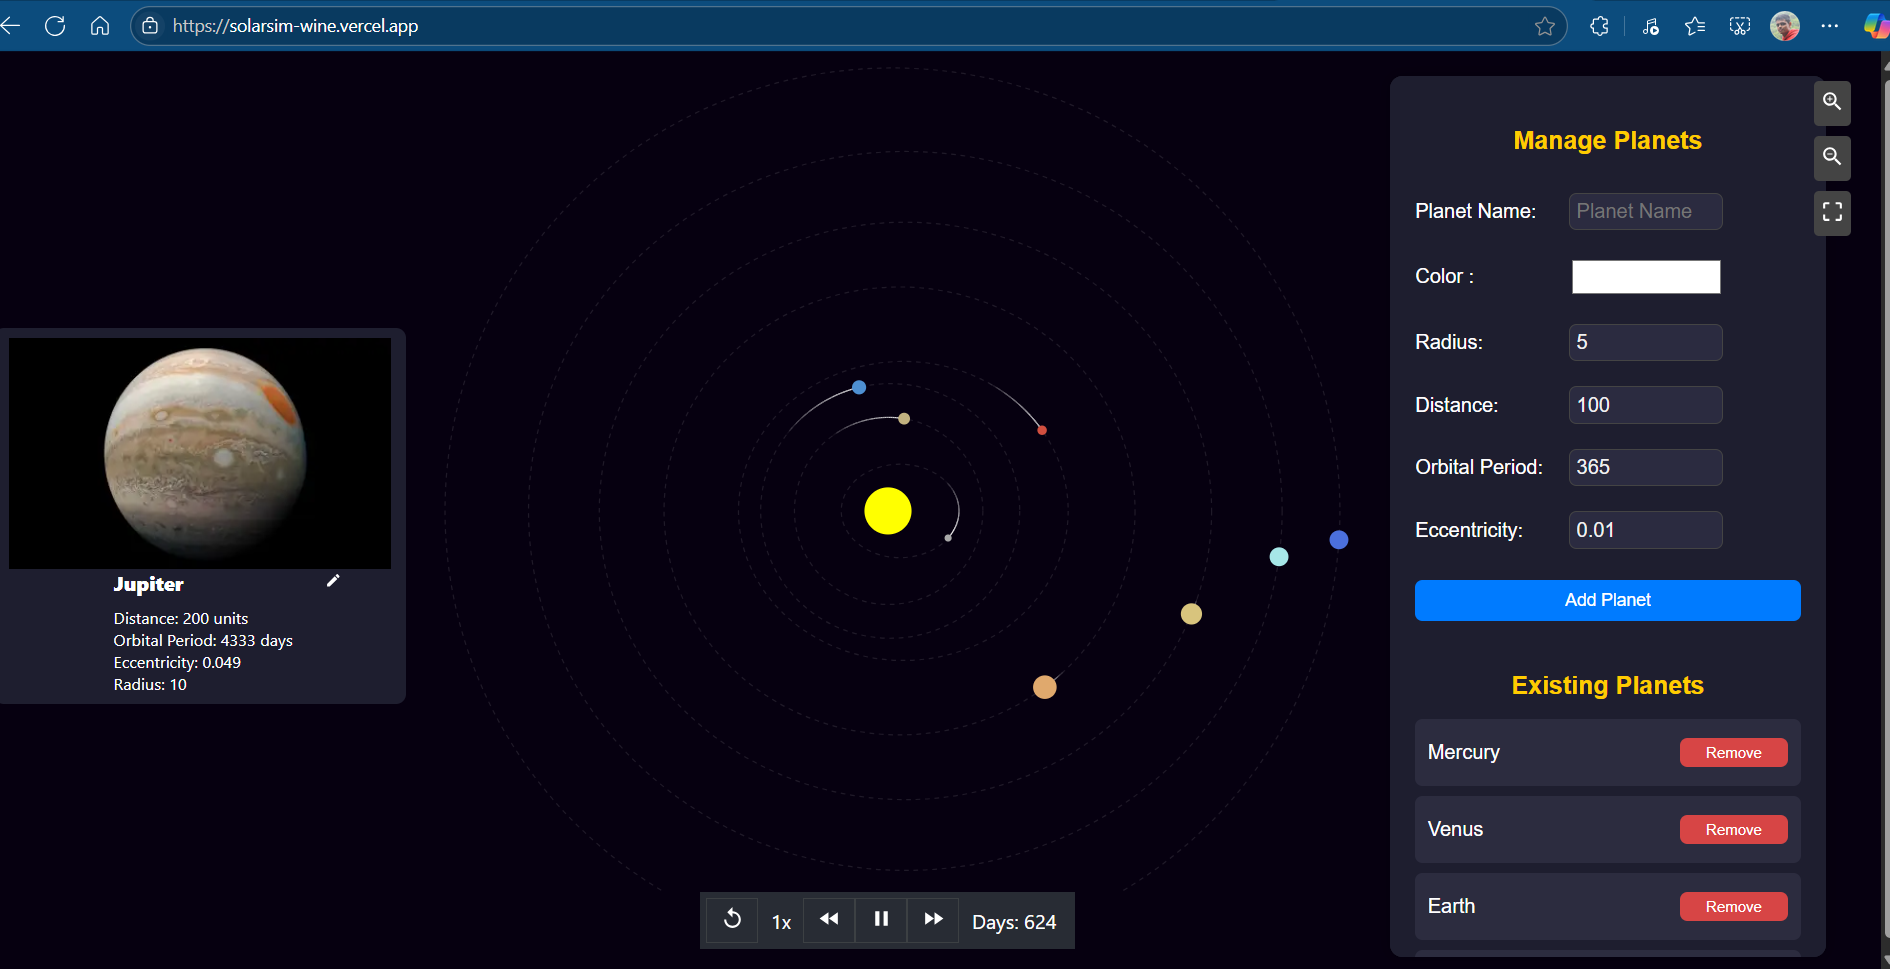 https://solarsim-wine.vercel.app
Jupiter
Distance: 200 units
Orbital Period: 4333 days
Eccentricity: 0.049
Radius: 10
1x
Days: 624
Manage Planets
Planet Name: Planet Name
Color :
Radius: 5
Distance: 100
Orbital Period: 365
Eccentricity: 0.01
Add Planet
Existing Planets
Mercury Remove
Venus Remove
Earth Remove